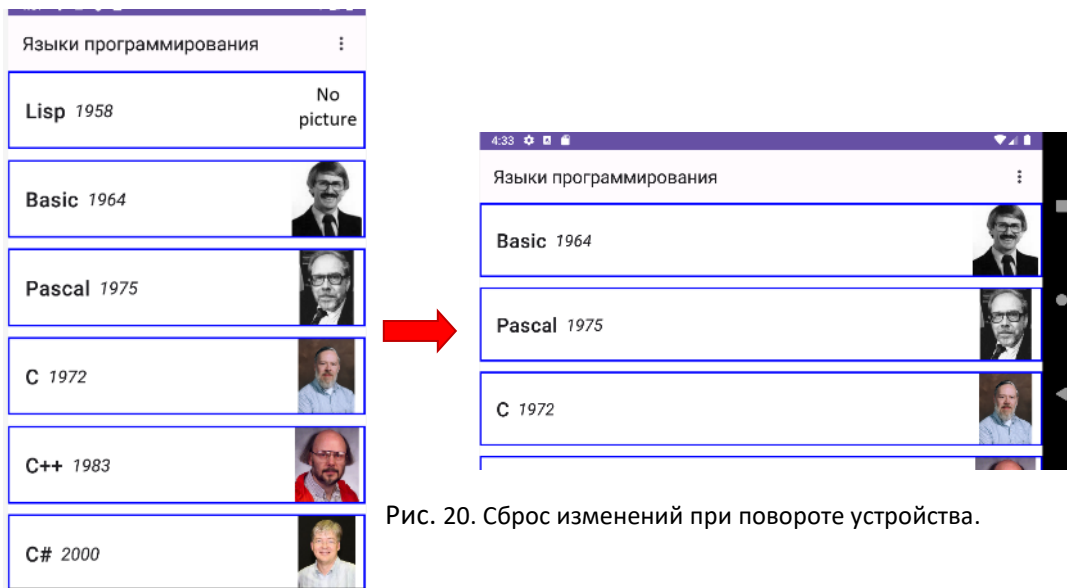 Языки программирования
Lisp 1958
No
picture
Basic 1964
Pascal 1975
C 1972
C++ 1983
C# 2000
4:33
Языки программирования
Basic 1964
Pascal 1975
C 1972
Рис. 20. Сброс изменений при повороте устройства.